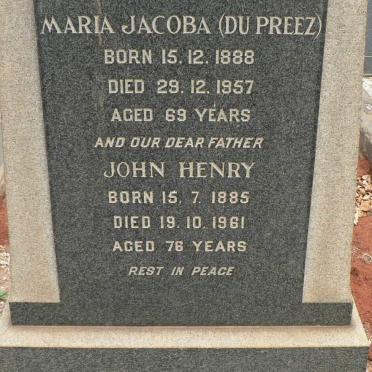 MARIA JACOBA (DU PREEZ)
BORN 15. 12. 1888
DIED 29. 12. 1957
AGED 69 YEARS
AND OUR DEAR FATHER
JOHN HENRY
BORN 15. 7. 1885
DIED 19. 10. 1961
AGED 76 YEARS
REST IN PEACE